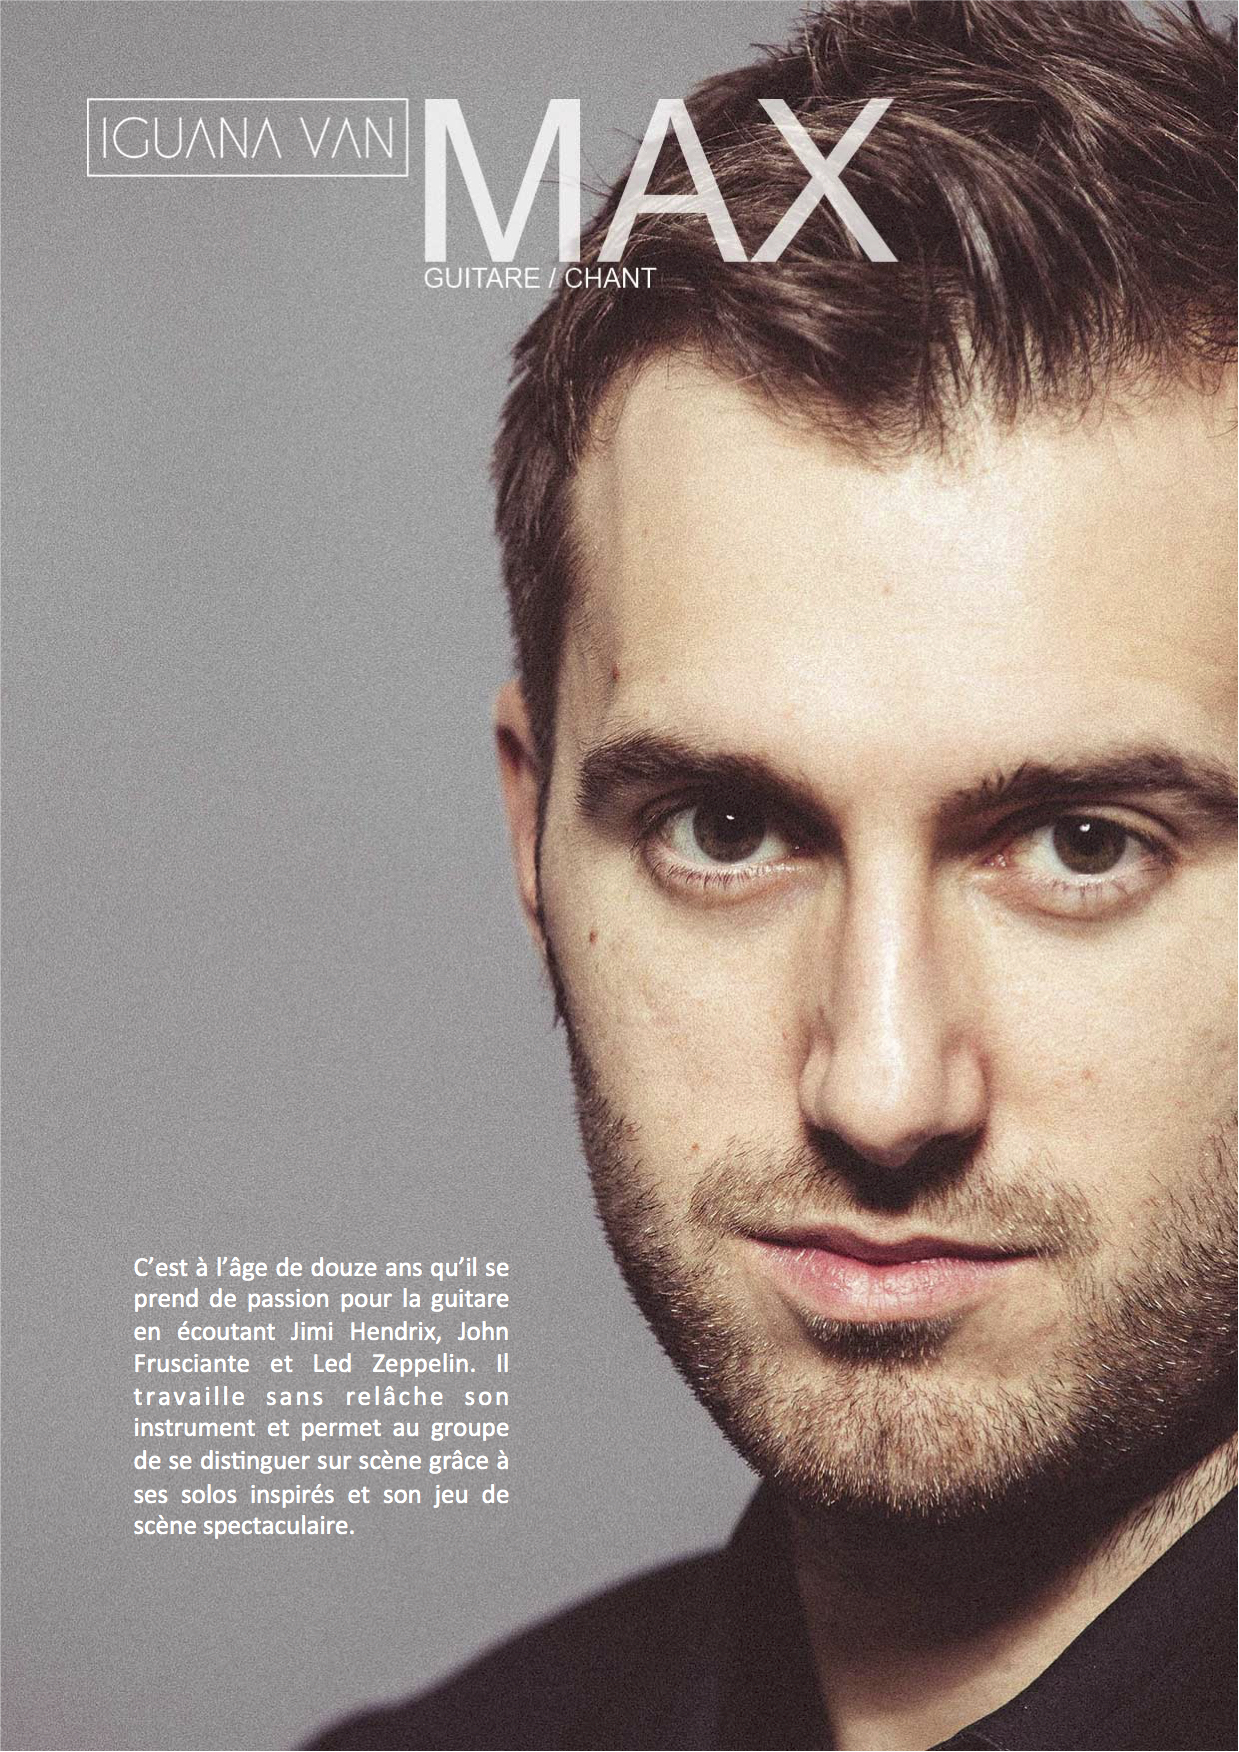 IGUANA VAN
MAX
GUITARE / CHANT
C’est à l’âge de douze ans qu’il se
prend de passion pour la guitare
en écoutant Jimi Hendrix, John
Frusciante et Led Zeppelin. Il
travaille sans relâche son
instrument et permet au groupe
de se distinguer sur scène grâce à
ses solos inspirés et son jeu de
scène spectaculaire.